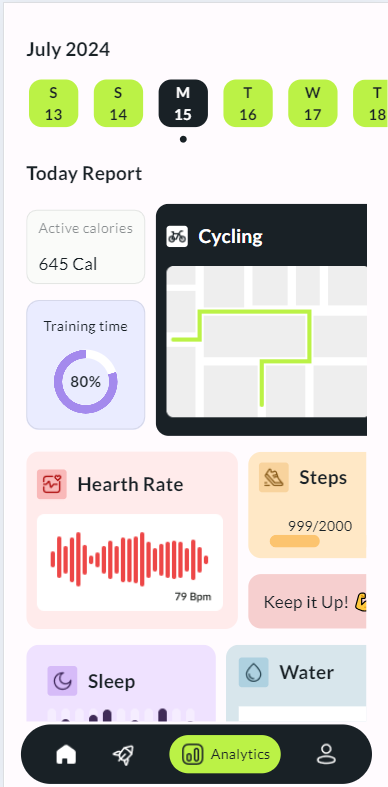 July 2024
S S M T W T
13 14 15 16 17 18
Today Report
Active calories
645 Cal
Cycling
Training time
80%
Hearth Rate
79 Bpm
Steps
999/2000
Keep it Up! 💪
Sleep
Water
Analytics